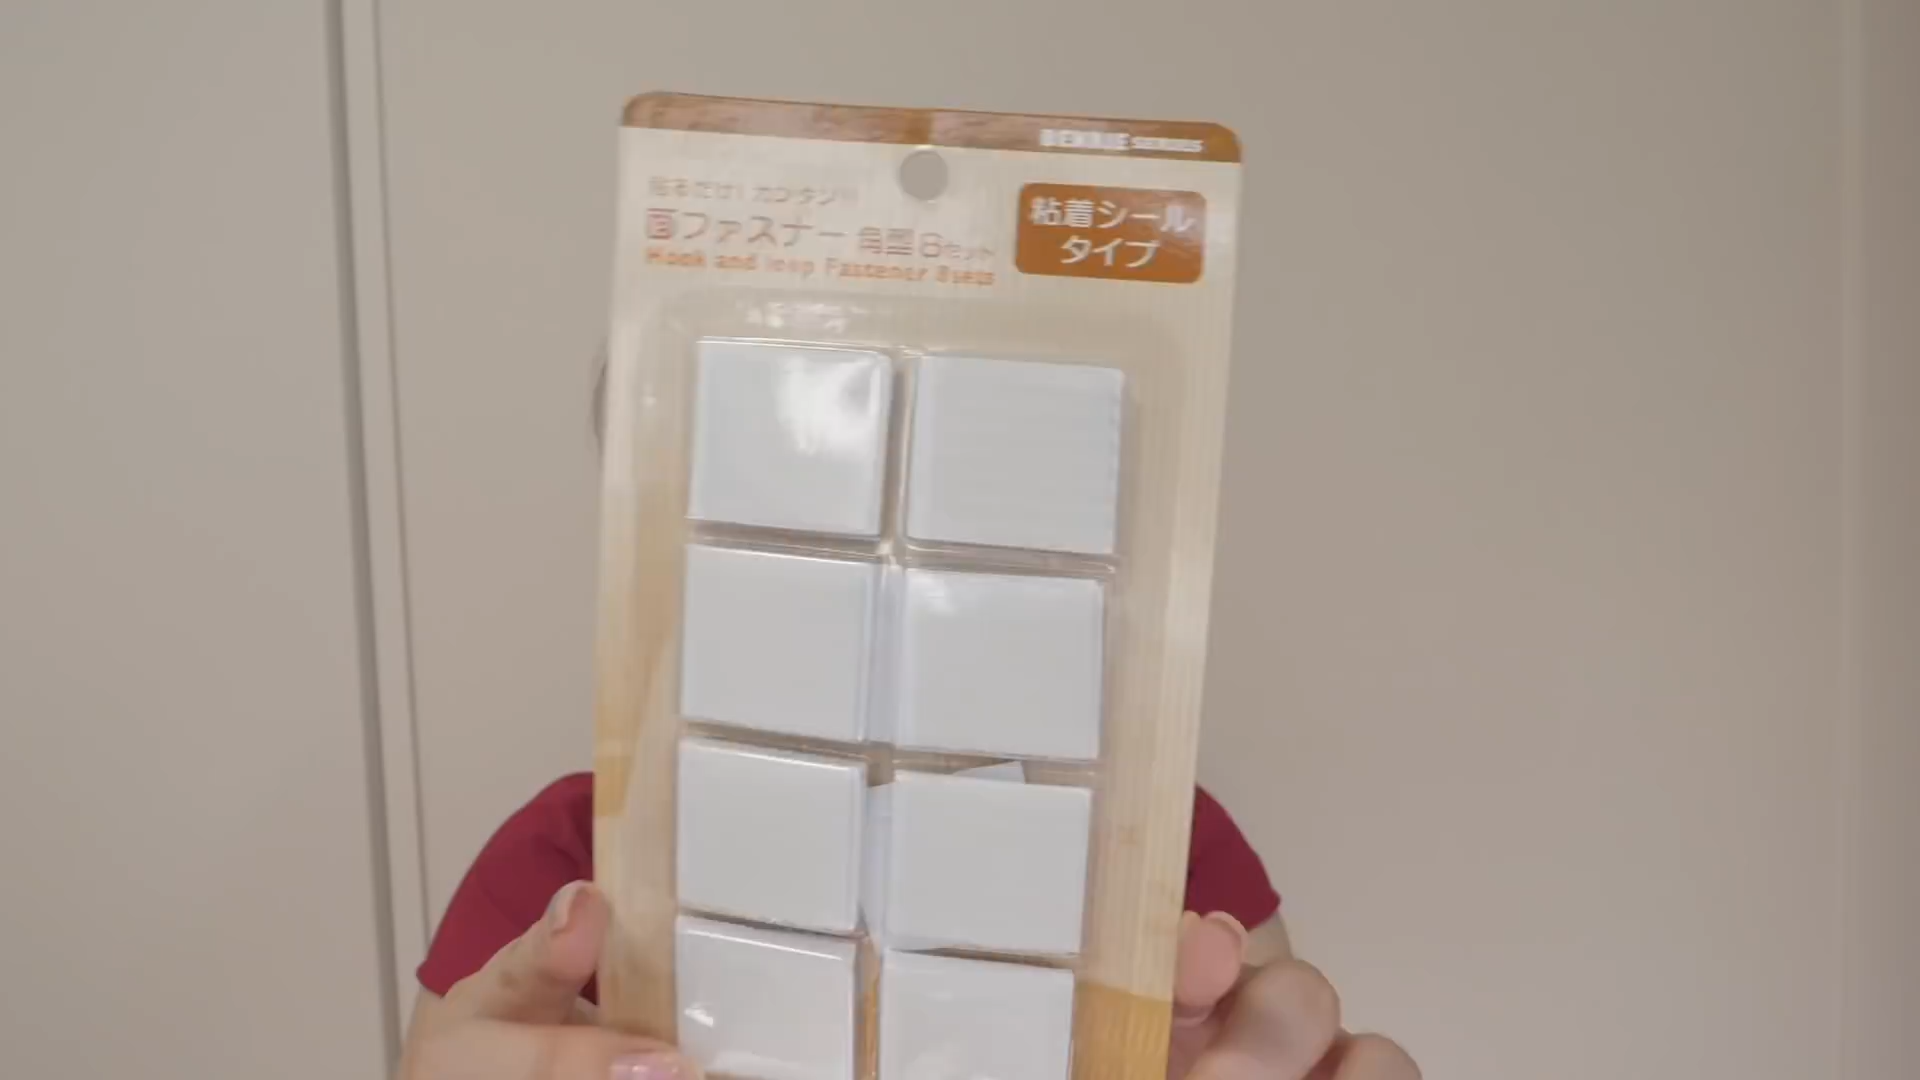 SERIES
貼るだけ!カンタン!!
面ファスナー 角型8セット
Hook and loop Fastener 8sets
粘着シール
タイプ